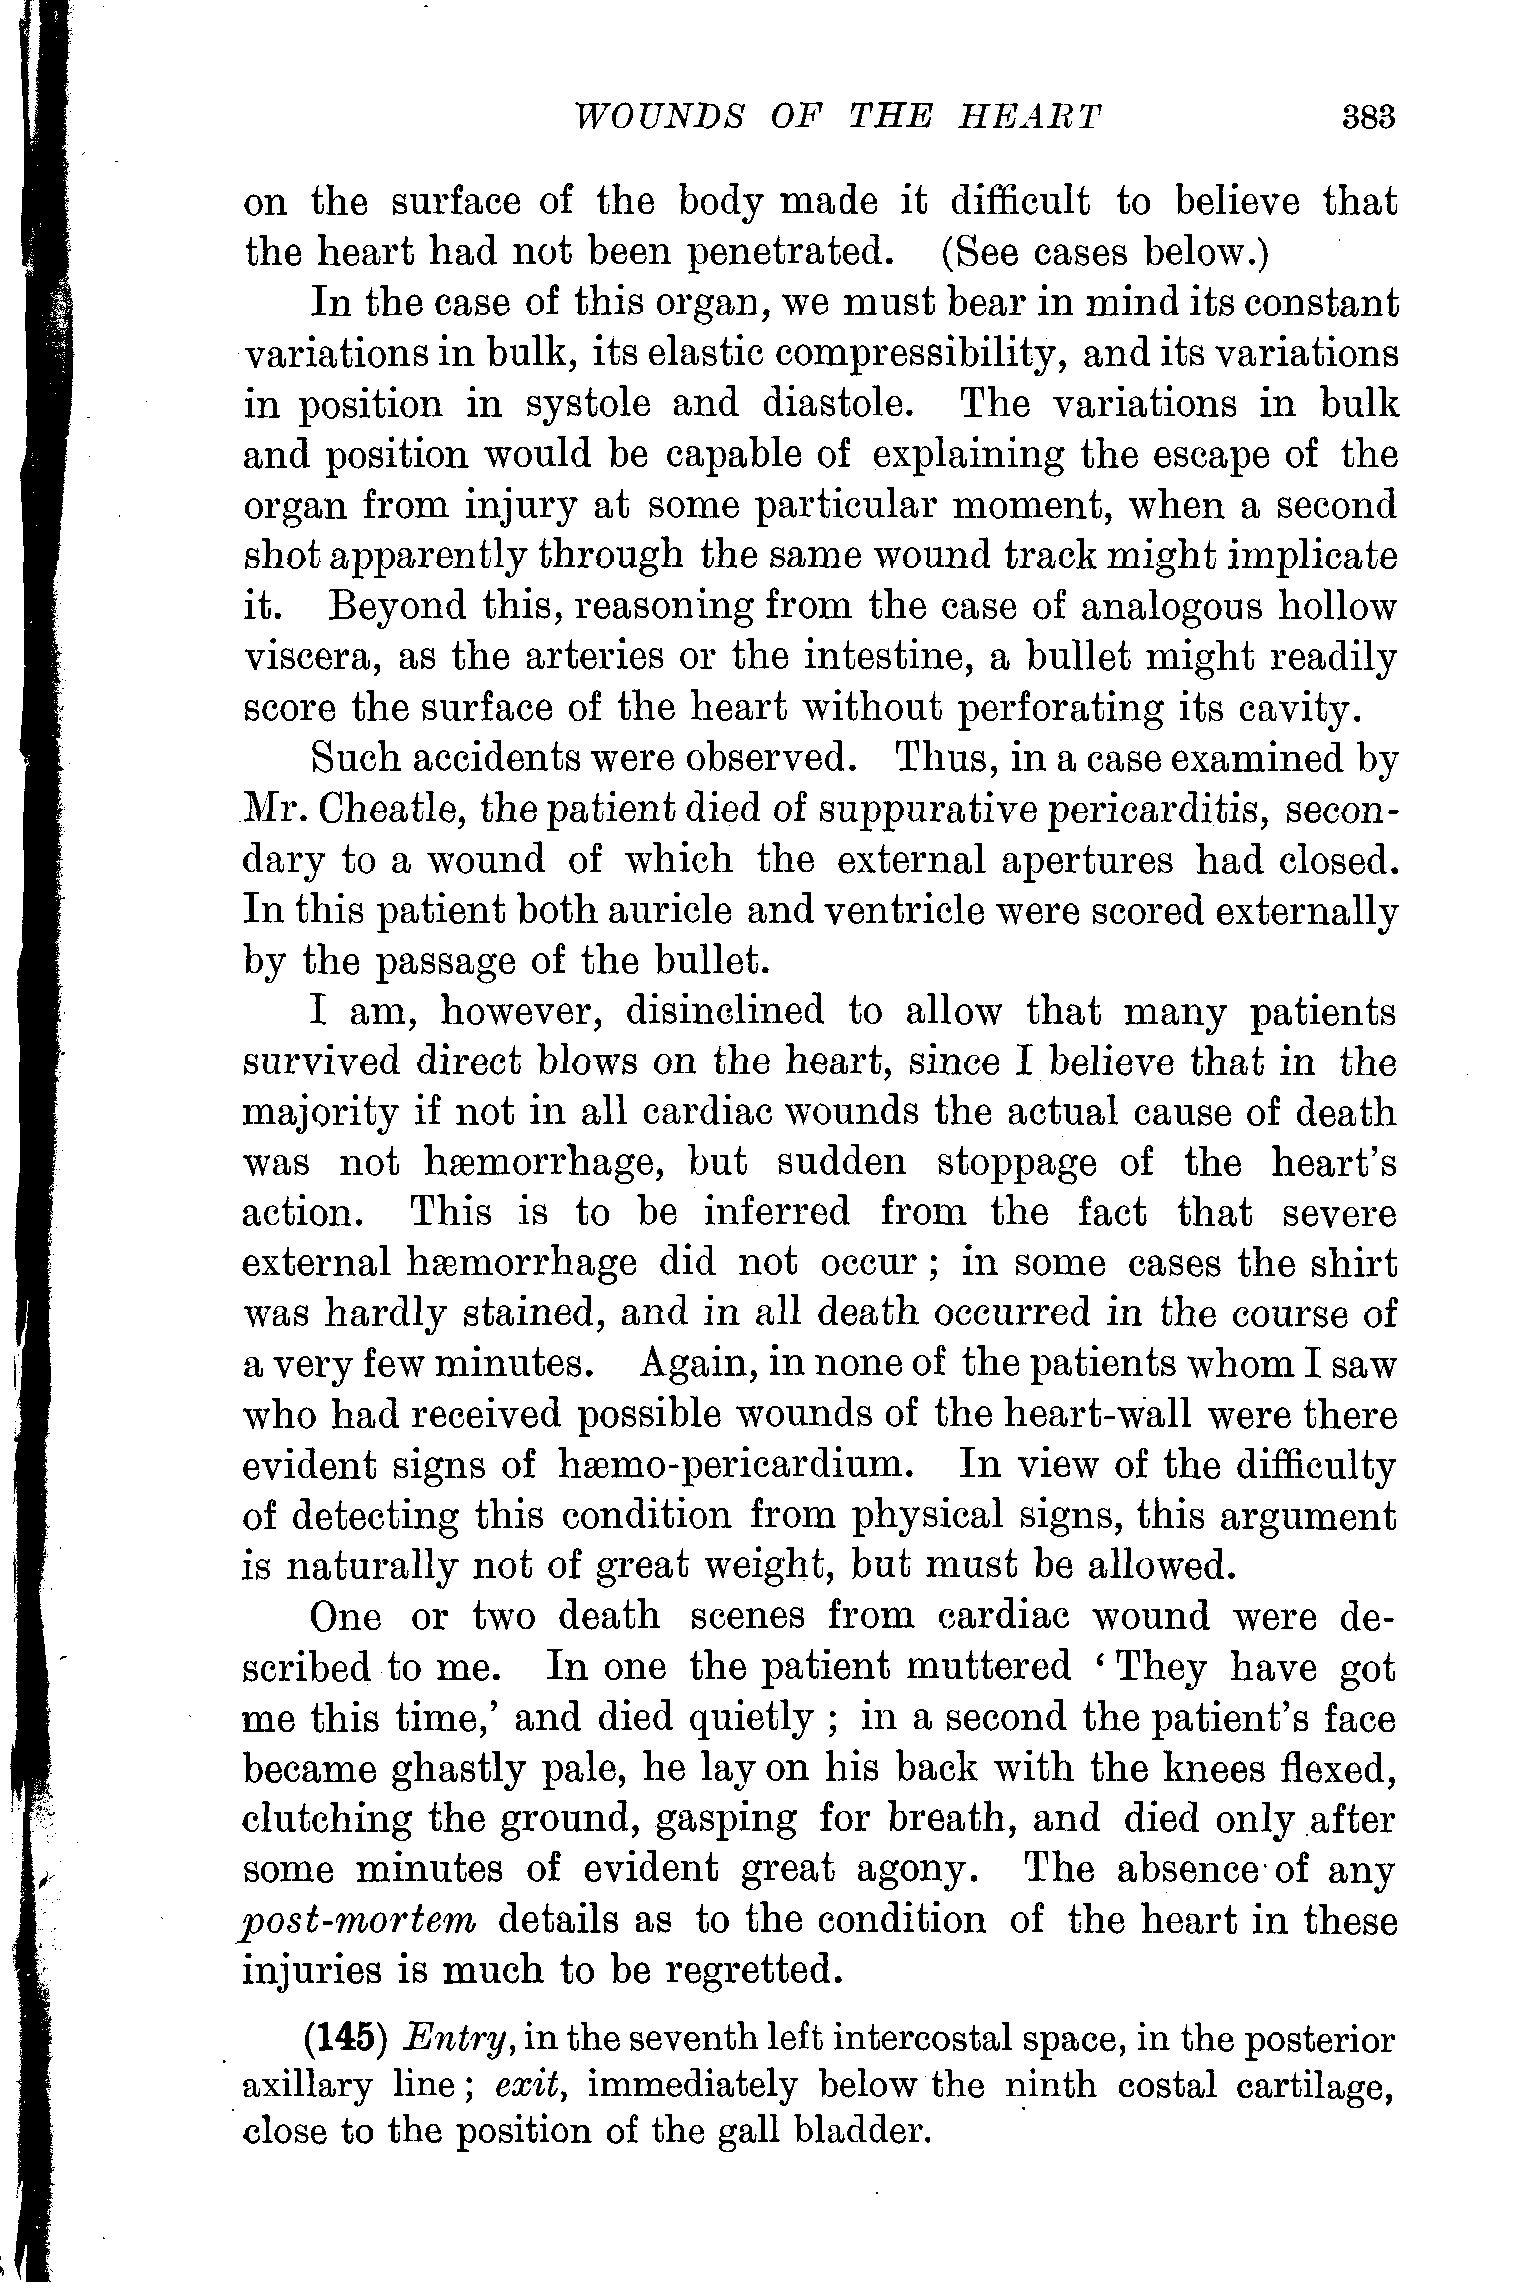 WOUNDS OF THE HEART 383
on the surface of the body made it difficult to believe that
the heart had not been penetrated. (See cases below.)
In the case of this organ, we must bear in mind its constant
variations in bulk, its elastic compressibility, and its variations
in position in systole and diastole. The variations in bulk
and position would be capable of explaining the escape of the
organ from injury at some particular moment, when a second
shot apparently through the same wound track might implicate
it. Beyond this, reasoning from the case of analogous hollow
viscera, as the arteries or the intestine, a bullet might readily
score the surface of the heart without perforating its cavity.
Such accidents were observed. Thus, in a case examined by
Mr. Cheatle, the patient died of suppurative pericarditis, secon-
dary to a wound of which the external apertures had closed.
In this patient both auricle and ventricle were scored externally
by the passage of the bullet.
I am, however, disinclined to allow that many patients
survived direct blows on the heart, since I believe that in the
majority if not in all cardiac wounds the actual cause of death
was not hæmorrhage, but sudden stoppage of the heart's
action. This is to be inferred from the fact that severe
external hæmorrhage did not occur; in some cases the shirt
was hardly stained, and in all death occurred in the course of
a very few minutes. Again, in none of the patients whom I saw
who had received possible wounds of the heart-wall were there
evident signs of hæmo-pericardium. In view of the difficulty
of detecting this condition from physical signs, this argument
is naturally not of great weight, but must be allowed.
One or two death scenes from cardiac wound were de-
scribed to me. In one the patient muttered ‘They have got
me this time,’ and died quietly; in a second the patient's face
became ghastly pale, he lay on his back with the knees flexed,
clutching the ground, gasping for breath, and died only after
some minutes of evident great agony. The absence of any
post-mortem details as to the condition of the heart in these
injuries is much to be regretted.
(145) Entry, in the seventh left intercostal space, in the posterior
axillary line; exit, immediately below the ninth costal cartilage,
close to the position of the gall bladder.